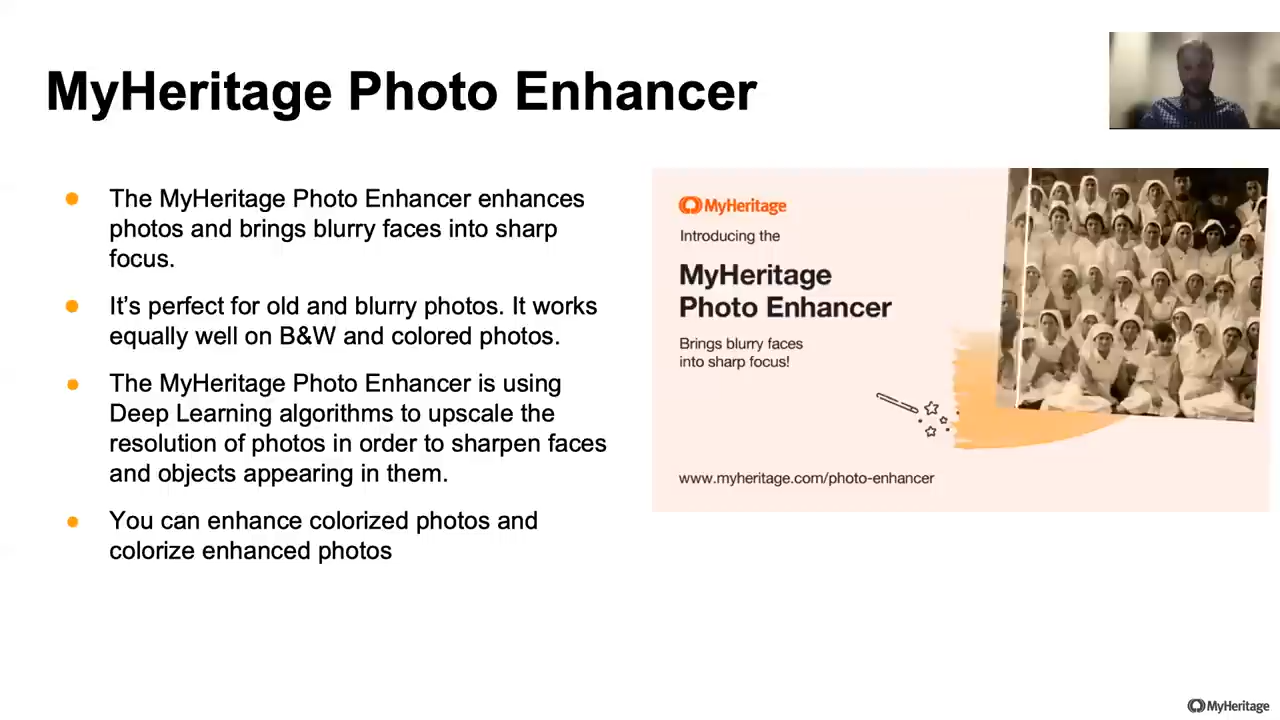 MyHeritage Photo Enhancer
The MyHeritage Photo Enhancer enhances
photos and brings blurry faces into sharp
focus.
It’s perfect for old and blurry photos. It works
equally well on B&W and colored photos.
The MyHeritage Photo Enhancer is using
Deep Learning algorithms to upscale the
resolution of photos in order to sharpen faces
and objects appearing in them.
You can enhance colorized photos and
colorize enhanced photos
MyHeritage
Introducing the
MyHeritage
Photo Enhancer
Brings blurry faces
into sharp focus!
www.myheritage.com/photo-enhancer
MyHeritage